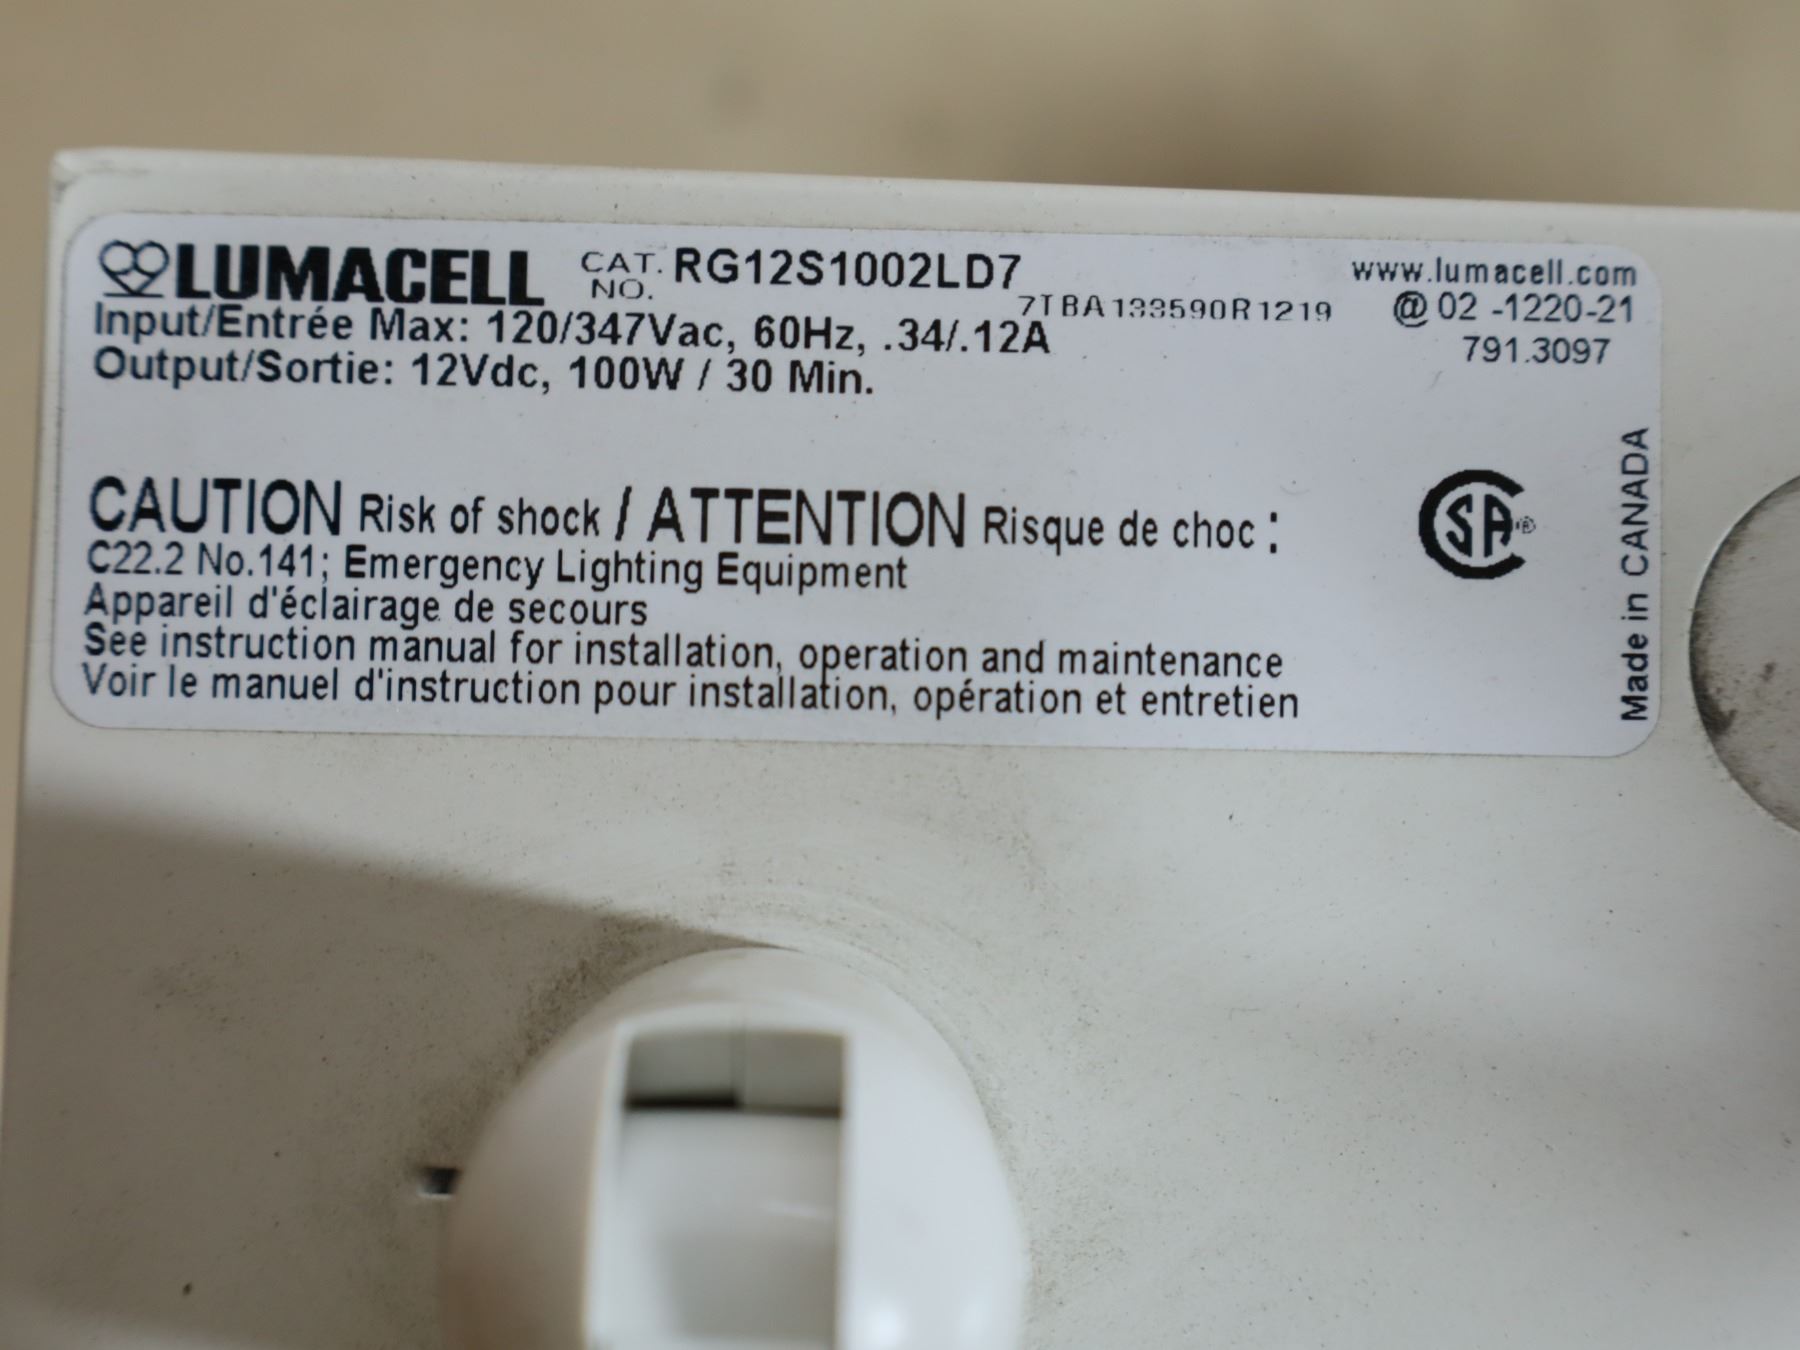 LUMACELL CAT. NO. RG12S1002LD7 www.lumacell.com
7TBA133590R1219 @ 02 -1220-21
Input/Entrée Max: 120/347Vac, 60Hz, .34/.12A 791.3097
Output/Sortie: 12Vdc, 100W / 30 Min.
CAUTION Risk of shock / ATTENTION Risque de choc :
C22.2 No.141; Emergency Lighting Equipment
Appareil d'éclairage de secours
See instruction manual for installation, operation and maintenance
Voir le manuel d'instruction pour installation, opération et entretien
SA ®
Made in CANADA